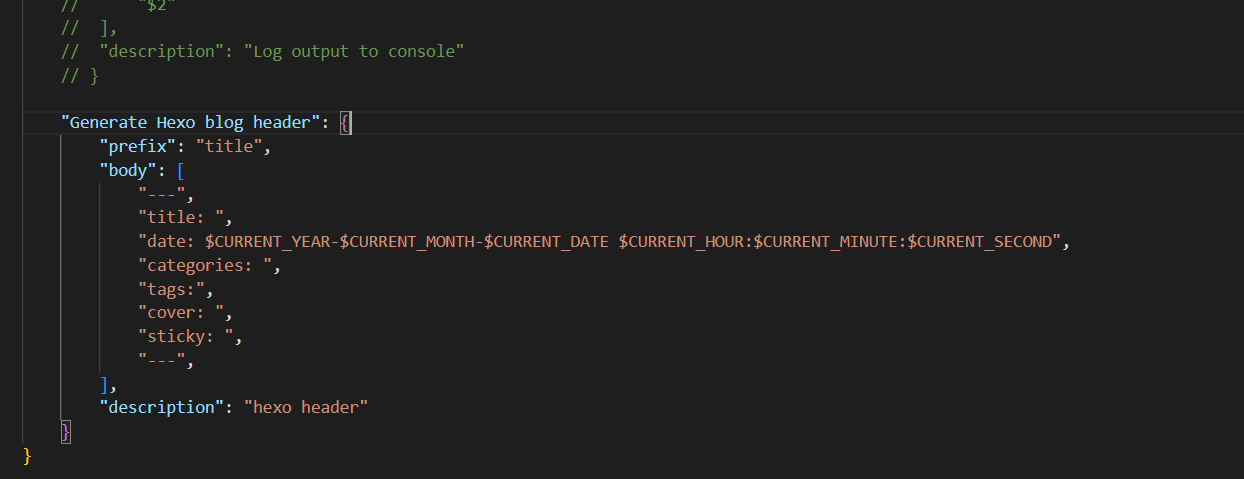 //      "$2"
//  ],
//  "description": "Log output to console"
// }
"Generate Hexo blog header": {
"prefix": "title",
"body": [
"---",
"title: ",
"date: $CURRENT_YEAR-$CURRENT_MONTH-$CURRENT_DATE $CURRENT_HOUR:$CURRENT_MINUTE:$CURRENT_SECOND",
"categories: ",
"tags:",
"cover: ",
"sticky: ",
"---",
],
"description": "hexo header"
}
}